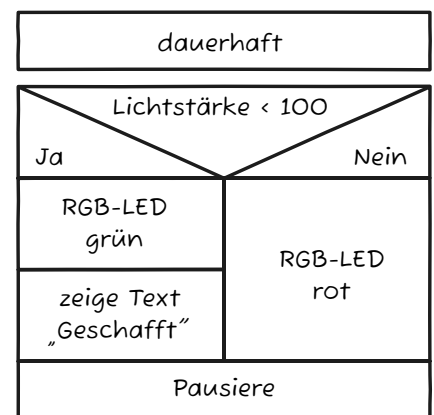 dauerhaft
Lichtstärke < 100
Ja
Nein
RGB-LED
grün
RGB-LED
rot
zeige Text
„Geschafft“
Pausiere